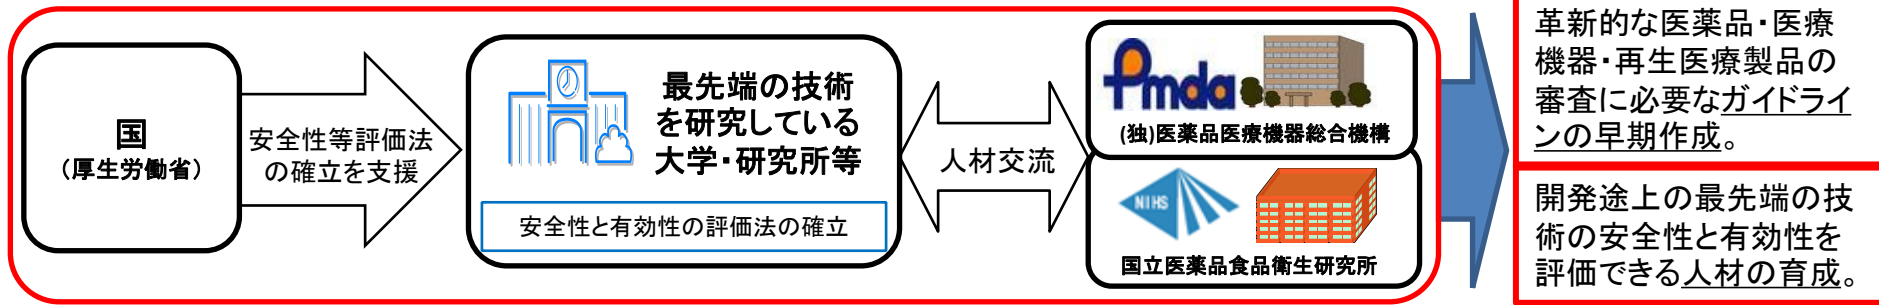 国
（厚生労働省）
安全性等評価法
の確立を支援
最先端の技術
を研究している
大学・研究所等
安全性と有効性の評価法の確立
人材交流
Pmda
(独)医薬品医療機器総合機構
NIHS
国立医薬品食品衛生研究所
革新的な医薬品・医療
機器・再生医療製品の
審査に必要なガイドライ
ンの早期作成。
開発途上の最先端の技
術の安全性と有効性を
評価できる人材の育成。